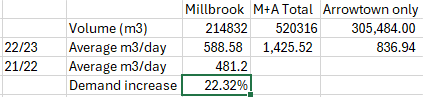 Millbrook M+A Total Arrowtown only
Volume (m3) 214832 520316 305,484.00
22/23 Average m3/day 588.58 1,425.52 836.94
21/22 Average m3/day 481.2
Demand increase 22.32%